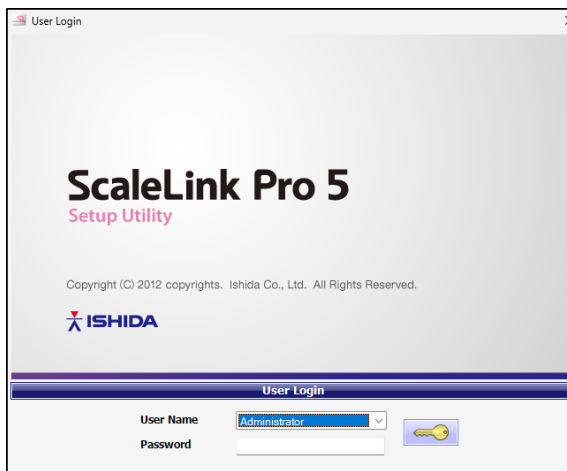 User Login
ScaleLink Pro 5
Setup Utility
Copyright (C) 2012 copyrights. Ishida Co., Ltd. All Rights Reserved.
ISHIDA
User Login
User Name
Administrator
Password